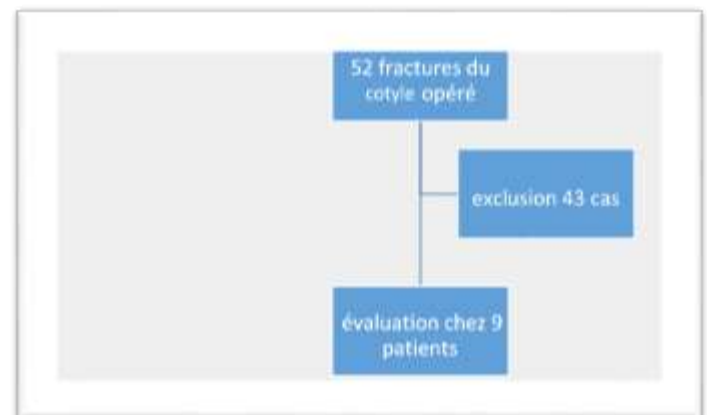 52 fractures du
cotyle opéré
exclusion 43 cas
évaluation chez 9
patients